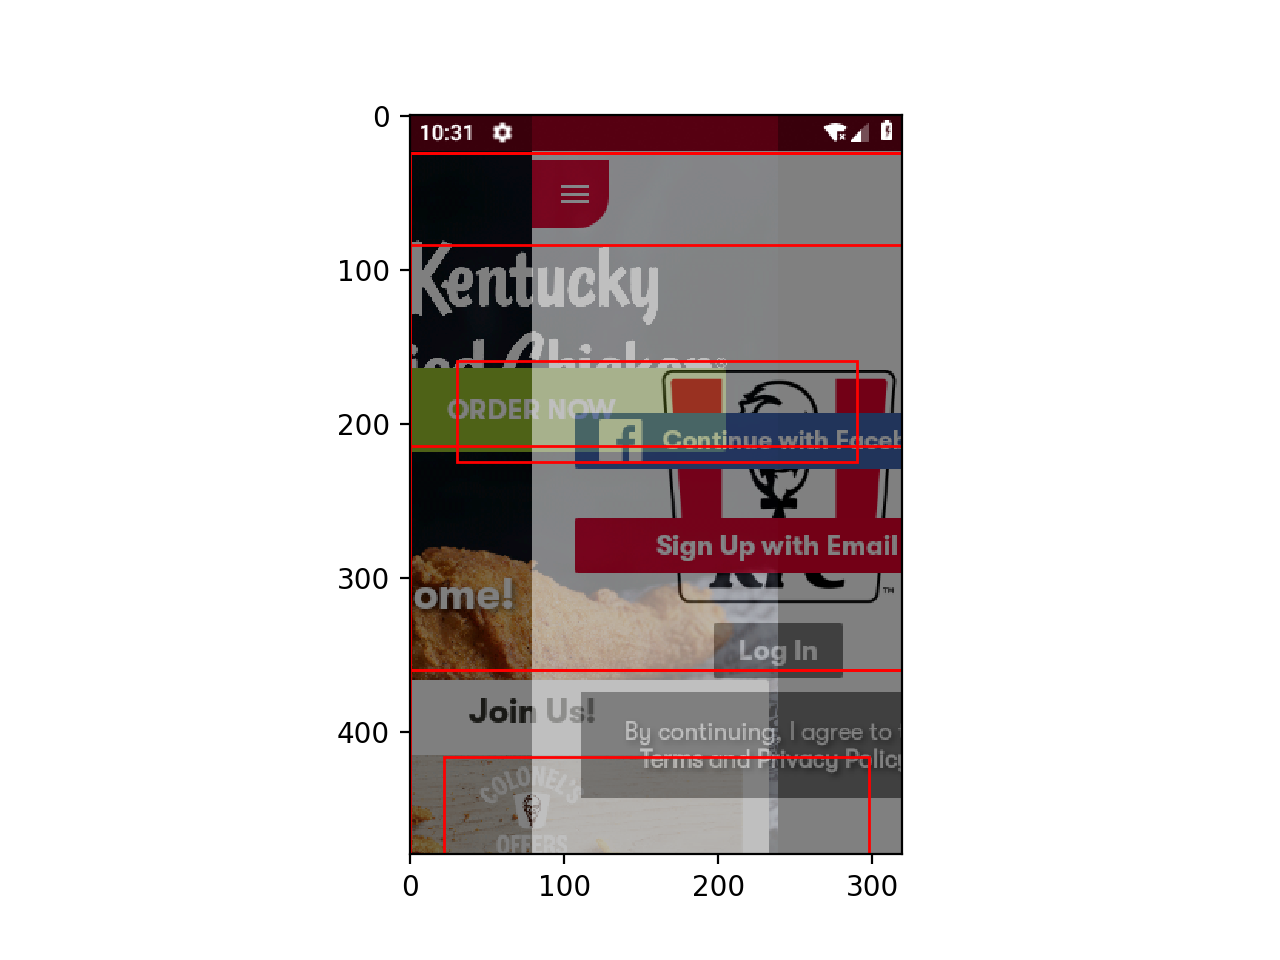 0
10:31
100
Kentucky
ied Chicken
ORDER NOW
200
Continue with Faceb
Sign Up with Email
300
KFC
TM
ome!
Log In
Join Us!
By continuing, I agree to
400
Terms and Privacy Policy
COLONEL'S
OFFERS
0
100
200
300